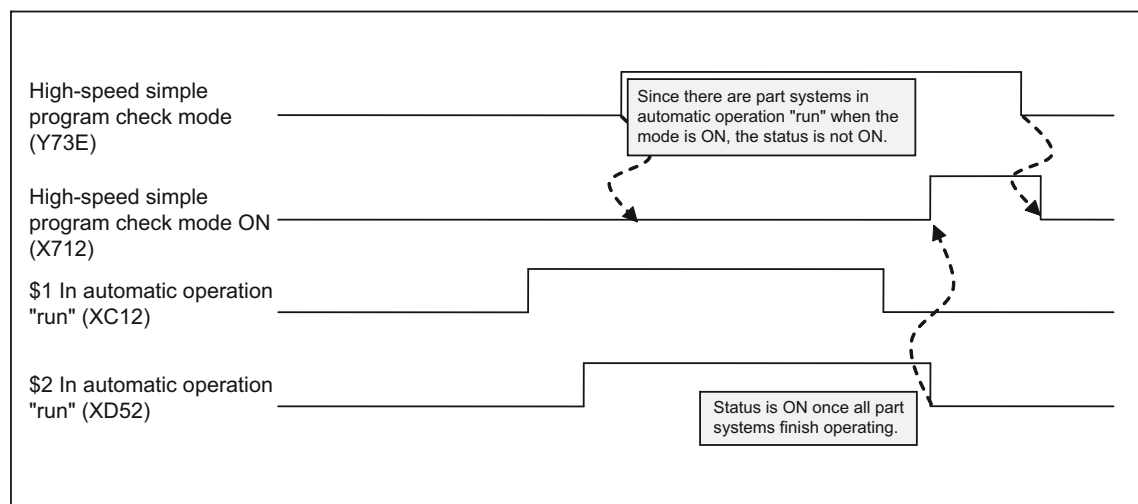 High-speed simple
program check mode
(Y73E)
Since there are part systems in
automatic operation "run" when the
mode is ON, the status is not ON.
High-speed simple
program check mode ON
(X712)
$1 In automatic operation
"run" (XC12)
$2 In automatic operation
"run" (XD52)
Status is ON once all part
systems finish operating.